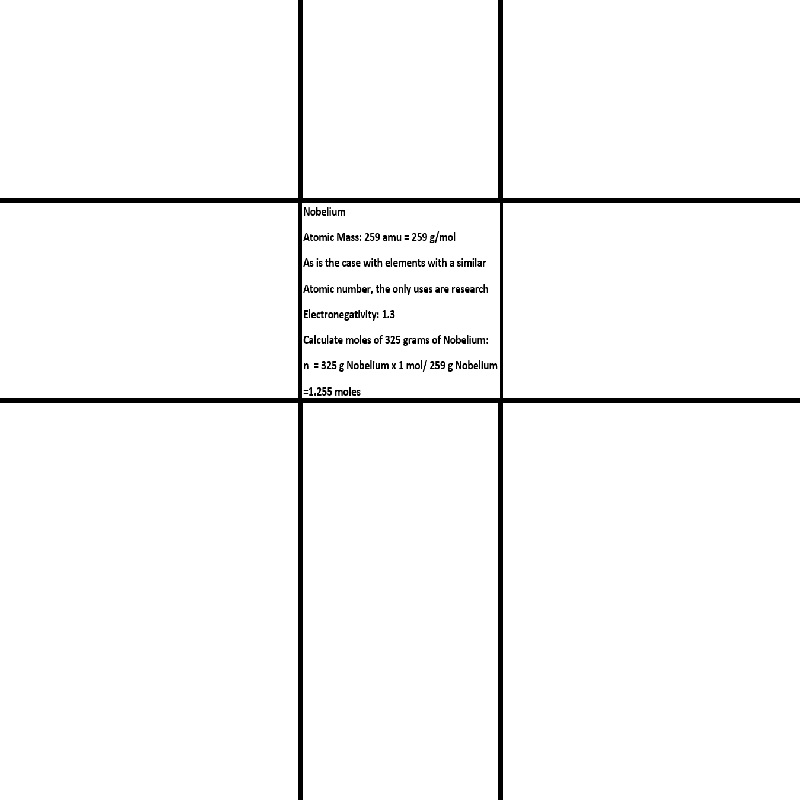 Nobelium
Atomic Mass: 259 amu = 259 g/mol
As is the case with elements with a similar
Atomic number, the only uses are research
Electronegativity: 1.3
Calculate moles of 325 grams of Nobelium:
n  = 325 g Nobelium x 1 mol/ 259 g Nobelium
=1.255 moles